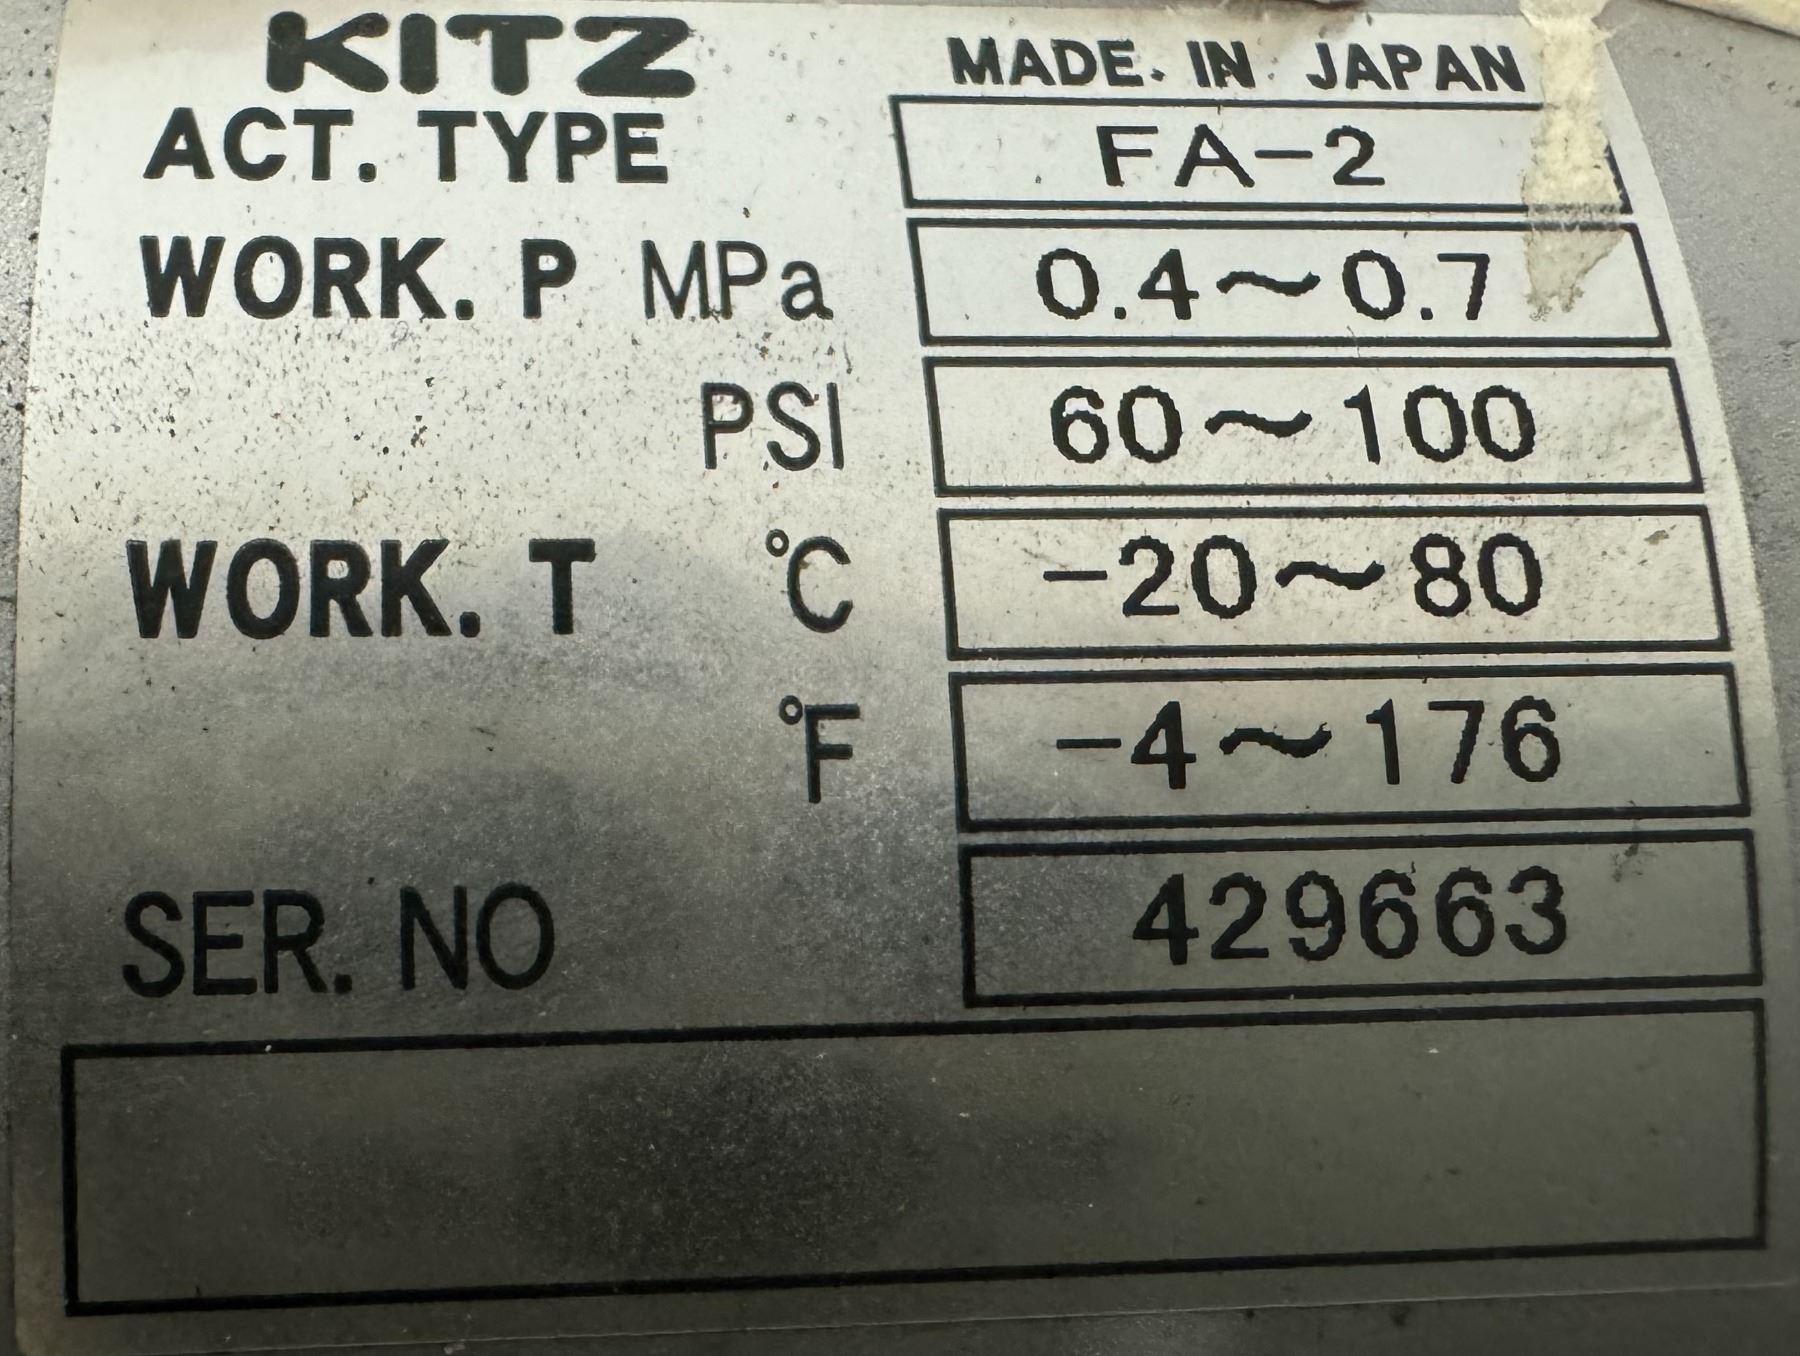 KITZ MADE. IN. JAPAN
ACT. TYPE FA-2
WORK. P MPa 0.4~0.7
PSI 60~100
WORK. T °C -20~80
°F -4~176
SER. NO 429663